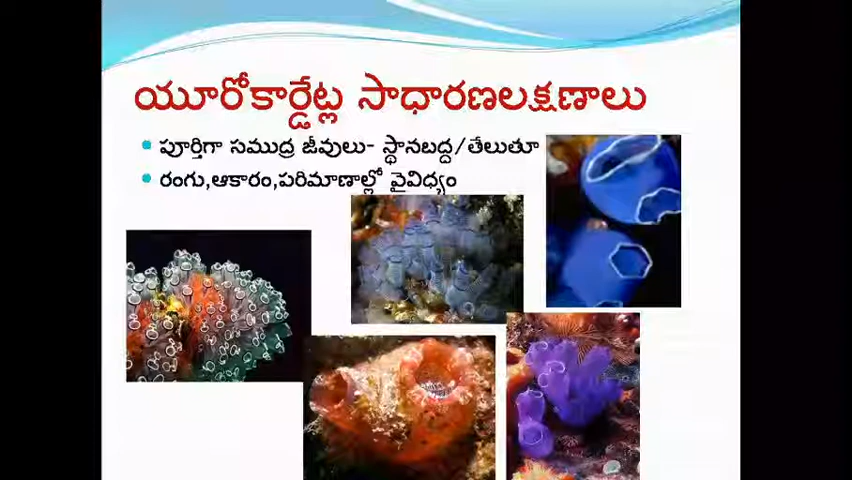 యూరోకార్డేట్ల సాధారణలక్షణాలు
పూర్తిగా సముద్ర జీవులు- స్థానబద్ద/తేలుతూ
రంగు,ఆకారం,పరిమాణాల్లో వైవిధ్యం